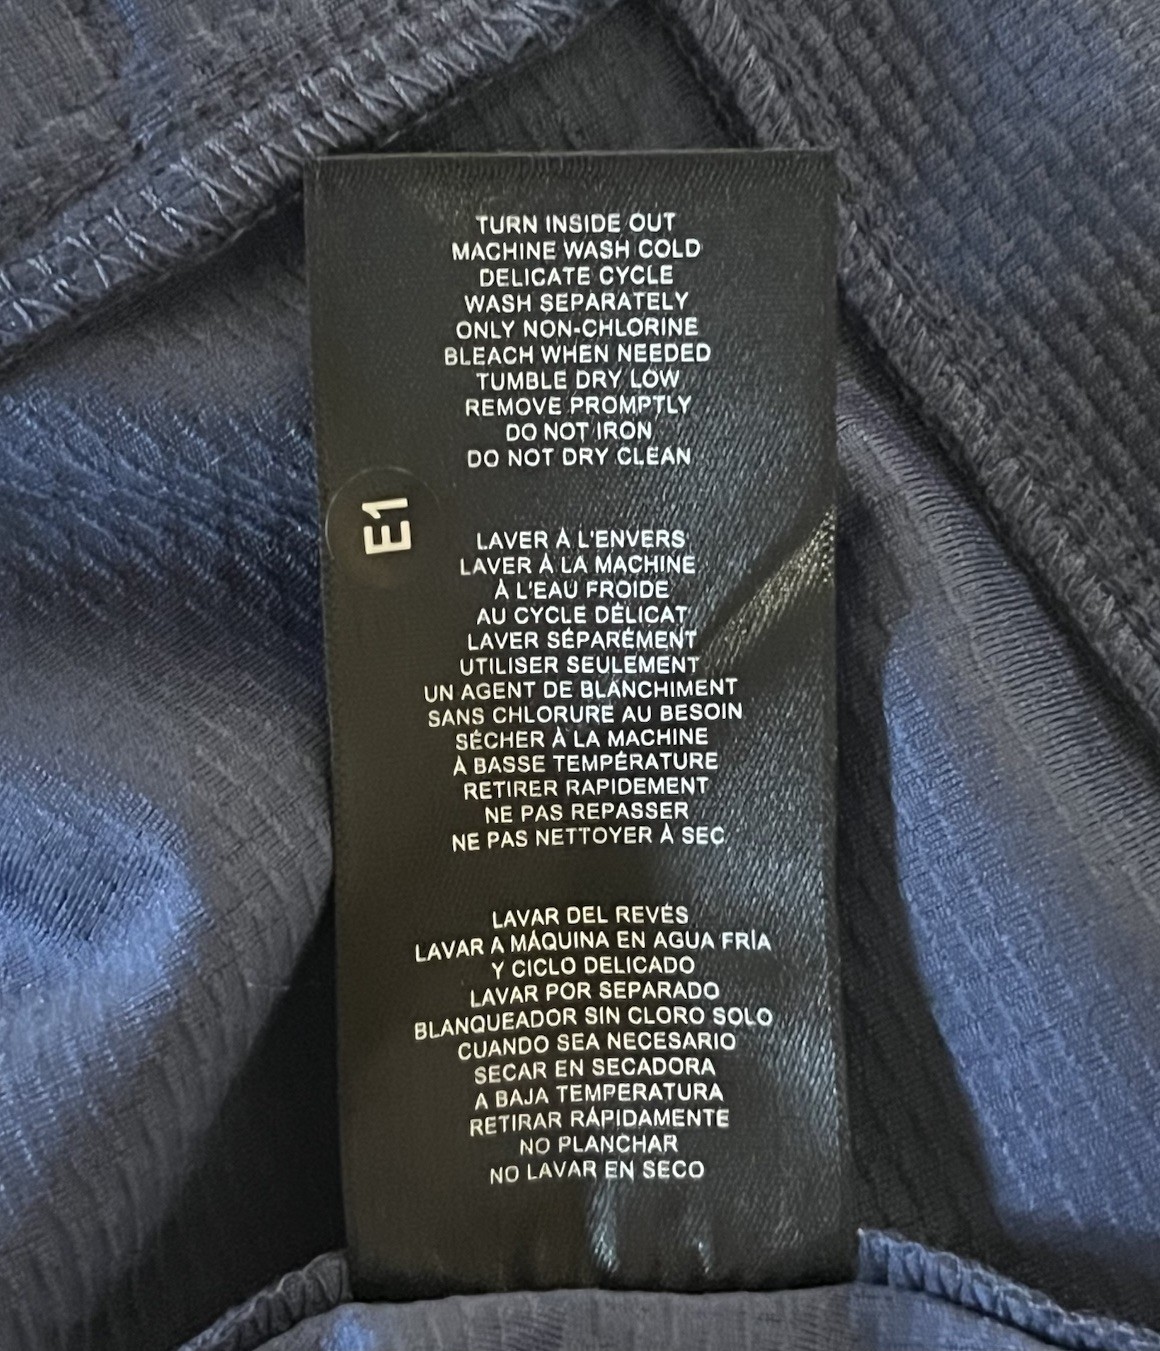 TURN INSIDE OUT
MACHINE WASH COLD
DELICATE CYCLE
WASH SEPARATELY
ONLY NON-CHLORINE
BLEACH WHEN NEEDED
TUMBLE DRY LOW
REMOVE PROMPTLY
DO NOT IRON
DO NOT DRY CLEAN
E1
LAVER À L'ENVERS
LAVER À LA MACHINE
À L'EAU FROIDE
AU CYCLE DÉLICAT
LAVER SÉPARÉMENT
UTILISER SEULEMENT
UN AGENT DE BLANCHIMENT
SANS CHLORURE AU BESOIN
SÉCHER À LA MACHINE
À BASSE TEMPÉRATURE
RETIRER RAPIDEMENT
NE PAS REPASSER
NE PAS NETTOYER À SEC
LAVAR DEL REVÉS
LAVAR A MÁQUINA EN AGUA FRÍA
Y CICLO DELICADO
LAVAR POR SEPARADO
BLANQUEADOR SIN CLORO SOLO
CUANDO SEA NECESARIO
SECAR EN SECADORA
A BAJA TEMPERATURA
RETIRAR RÁPIDAMENTE
NO PLANCHAR
NO LAVAR EN SECO